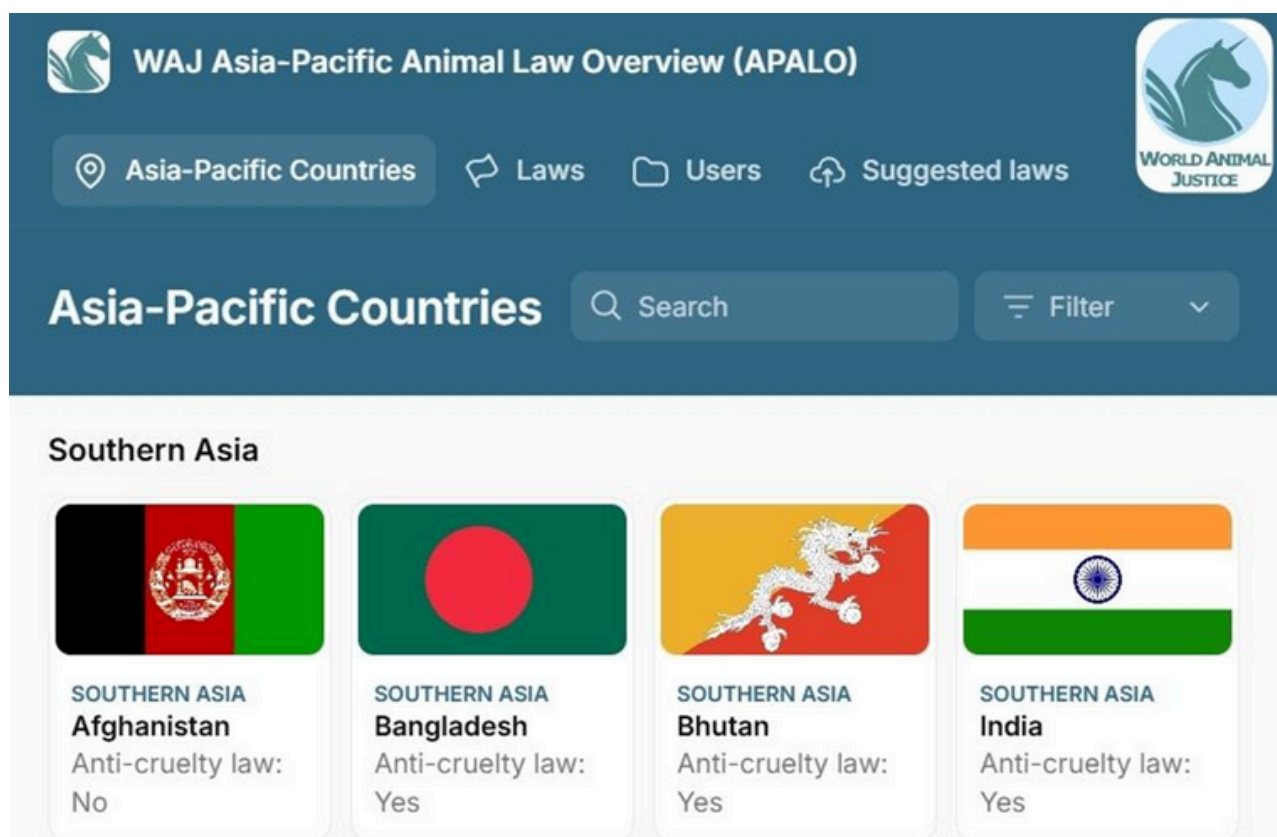 WAJ Asia-Pacific Animal Law Overview (APALO)
WORLD ANIMAL
JUSTICE
Asia-Pacific Countries
Laws
Users
Suggested laws
Asia-Pacific Countries
Search
Filter
Southern Asia
SOUTHERN ASIA
Afghanistan
Anti-cruelty law:
No
SOUTHERN ASIA
Bangladesh
Anti-cruelty law:
Yes
SOUTHERN ASIA
Bhutan
Anti-cruelty law:
Yes
SOUTHERN ASIA
India
Anti-cruelty law:
Yes